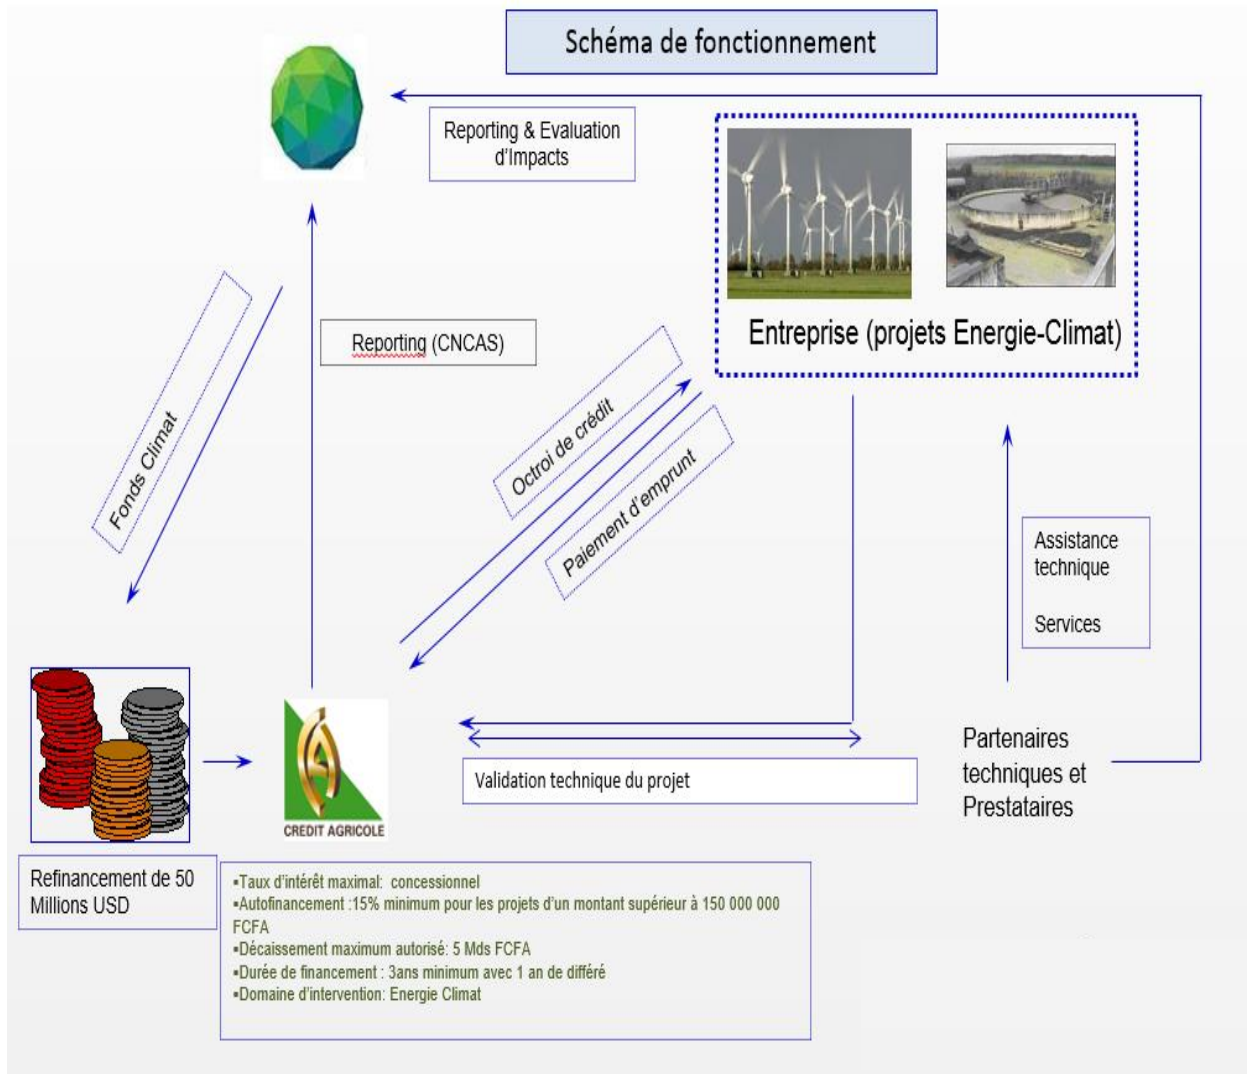 Schéma de fonctionnement
Reporting & Evaluation
d'Impacts
Entreprise (projets Energie-Climat)
Reporting (CNCAS)
Fonds Climat
Octroi de crédit
Paiement d'emprunt
Assistance
technique
Services
Partenaires
techniques et
Prestataires
Validation technique du projet
CREDIT AGRICOLE
Refinancement de 50
Millions USD
▪Taux d'intérêt maximal: concessionnel
▪Autofinancement :15% minimum pour les projets d'un montant supérieur à 150 000 000
FCFA
▪Décaissement maximum autorisé: 5 Mds FCFA
▪Durée de financement : 3ans minimum avec 1 an de différé
▪Domaine d'intervention: Energie Climat